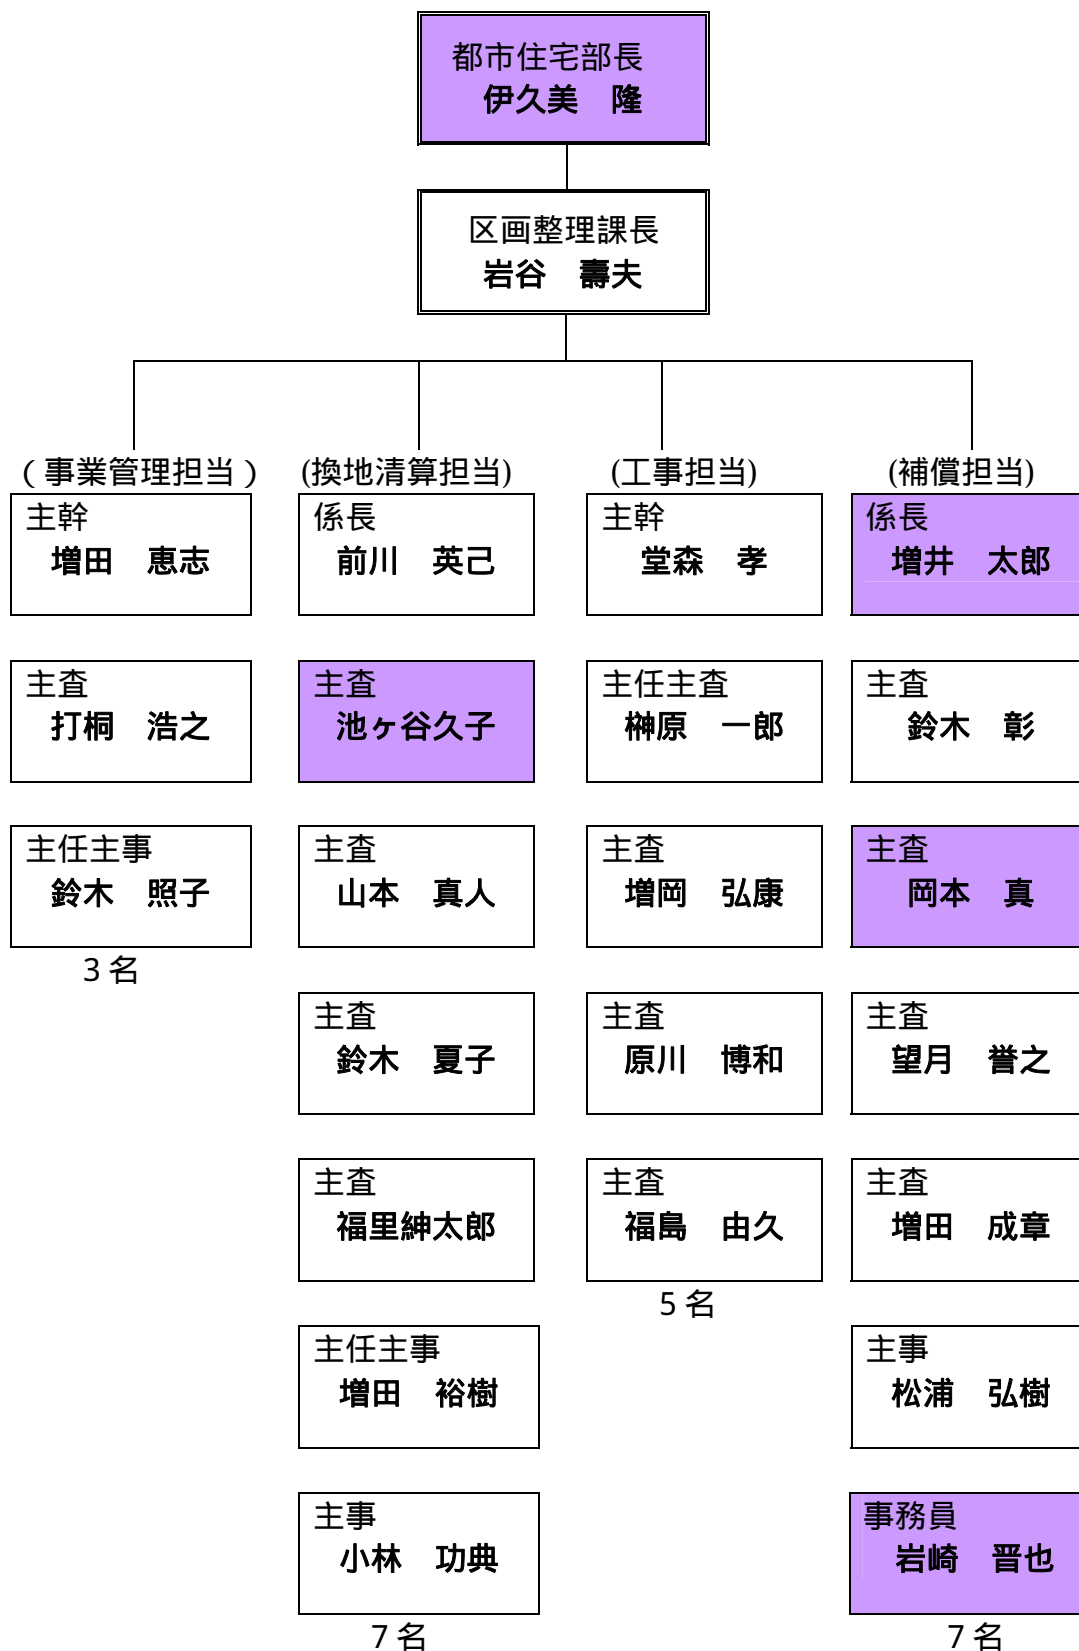 都市住宅部長
伊久美　隆
区画整理課長
岩谷　壽夫
（事業管理担当）
主幹
増田　恵志
主査
打桐　浩之
主任主事
鈴木　照子
3名
(換地清算担当)
係長
前川　英己
主査
池ヶ谷久子
主査
山本　真人
主査
鈴木　夏子
主査
福里紳太郎
主任主事
増田　裕樹
主事
小林　功典
7名
(工事担当)
主幹
堂森　孝
主任主査
榊原　一郎
主査
増岡　弘康
主査
原川　博和
主査
福島　由久
5名
(補償担当)
係長
増井　太郎
主査
鈴木　彰
主査
岡本　真
主査
望月　誉之
主査
増田　成章
主事
松浦　弘樹
事務員
岩崎　晋也
7名